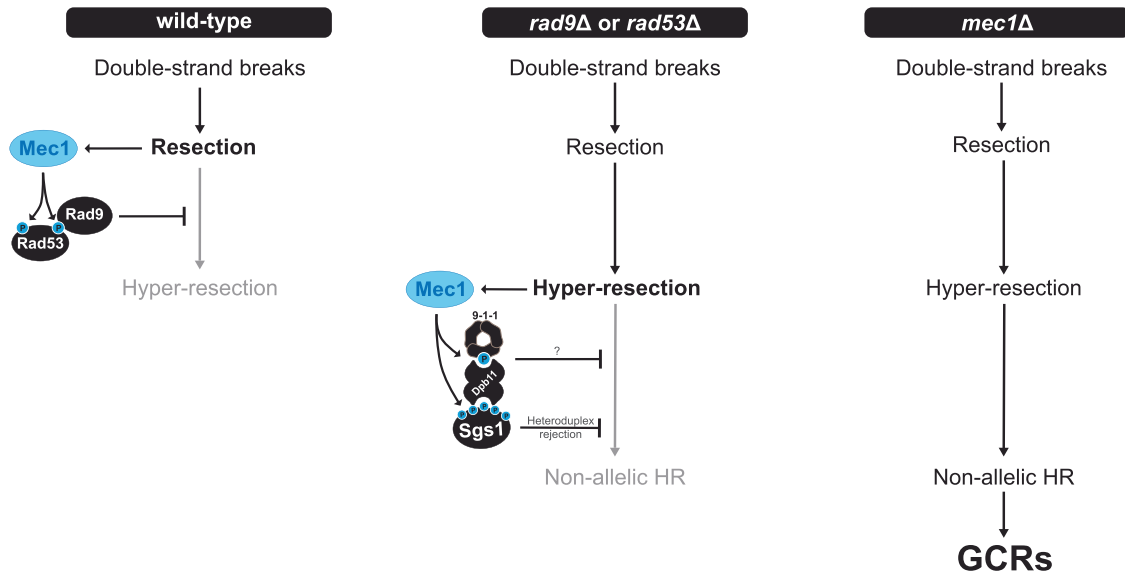 wild-type
Double-strand breaks
Mec1
Resection
P
P
Rad9
Rad53
Hyper-resection
rad9Δ or rad53Δ
Double-strand breaks
Resection
Mec1
Hyper-resection
9-1-1
P
?
Dpb11
P
P
P
P
P
Sgs1
Heteroduplex
rejection
Non-allelic HR
mec1Δ
Double-strand breaks
Resection
Hyper-resection
Non-allelic HR
GCRs